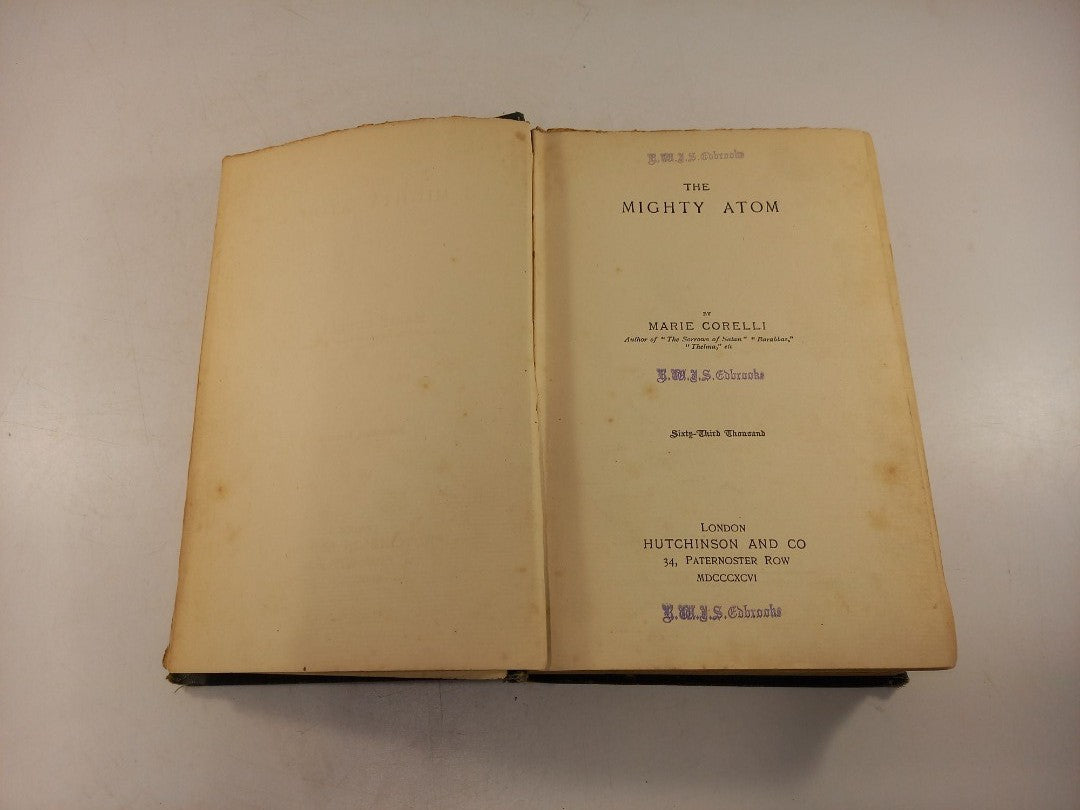 E.W.J.S. Edbrooke
THE
MIGHTY ATOM
BY
MARIE CORELLI
Author of "The Sorrows of Satan" "Barabbas,"
"Thelma," etc
E.W.J.S. Edbrooke
Sixty-Third Thousand
LONDON
HUTCHINSON AND CO
34, PATERNOSTER ROW
MDCCCXCVI
E.W.J.S. Edbrooke